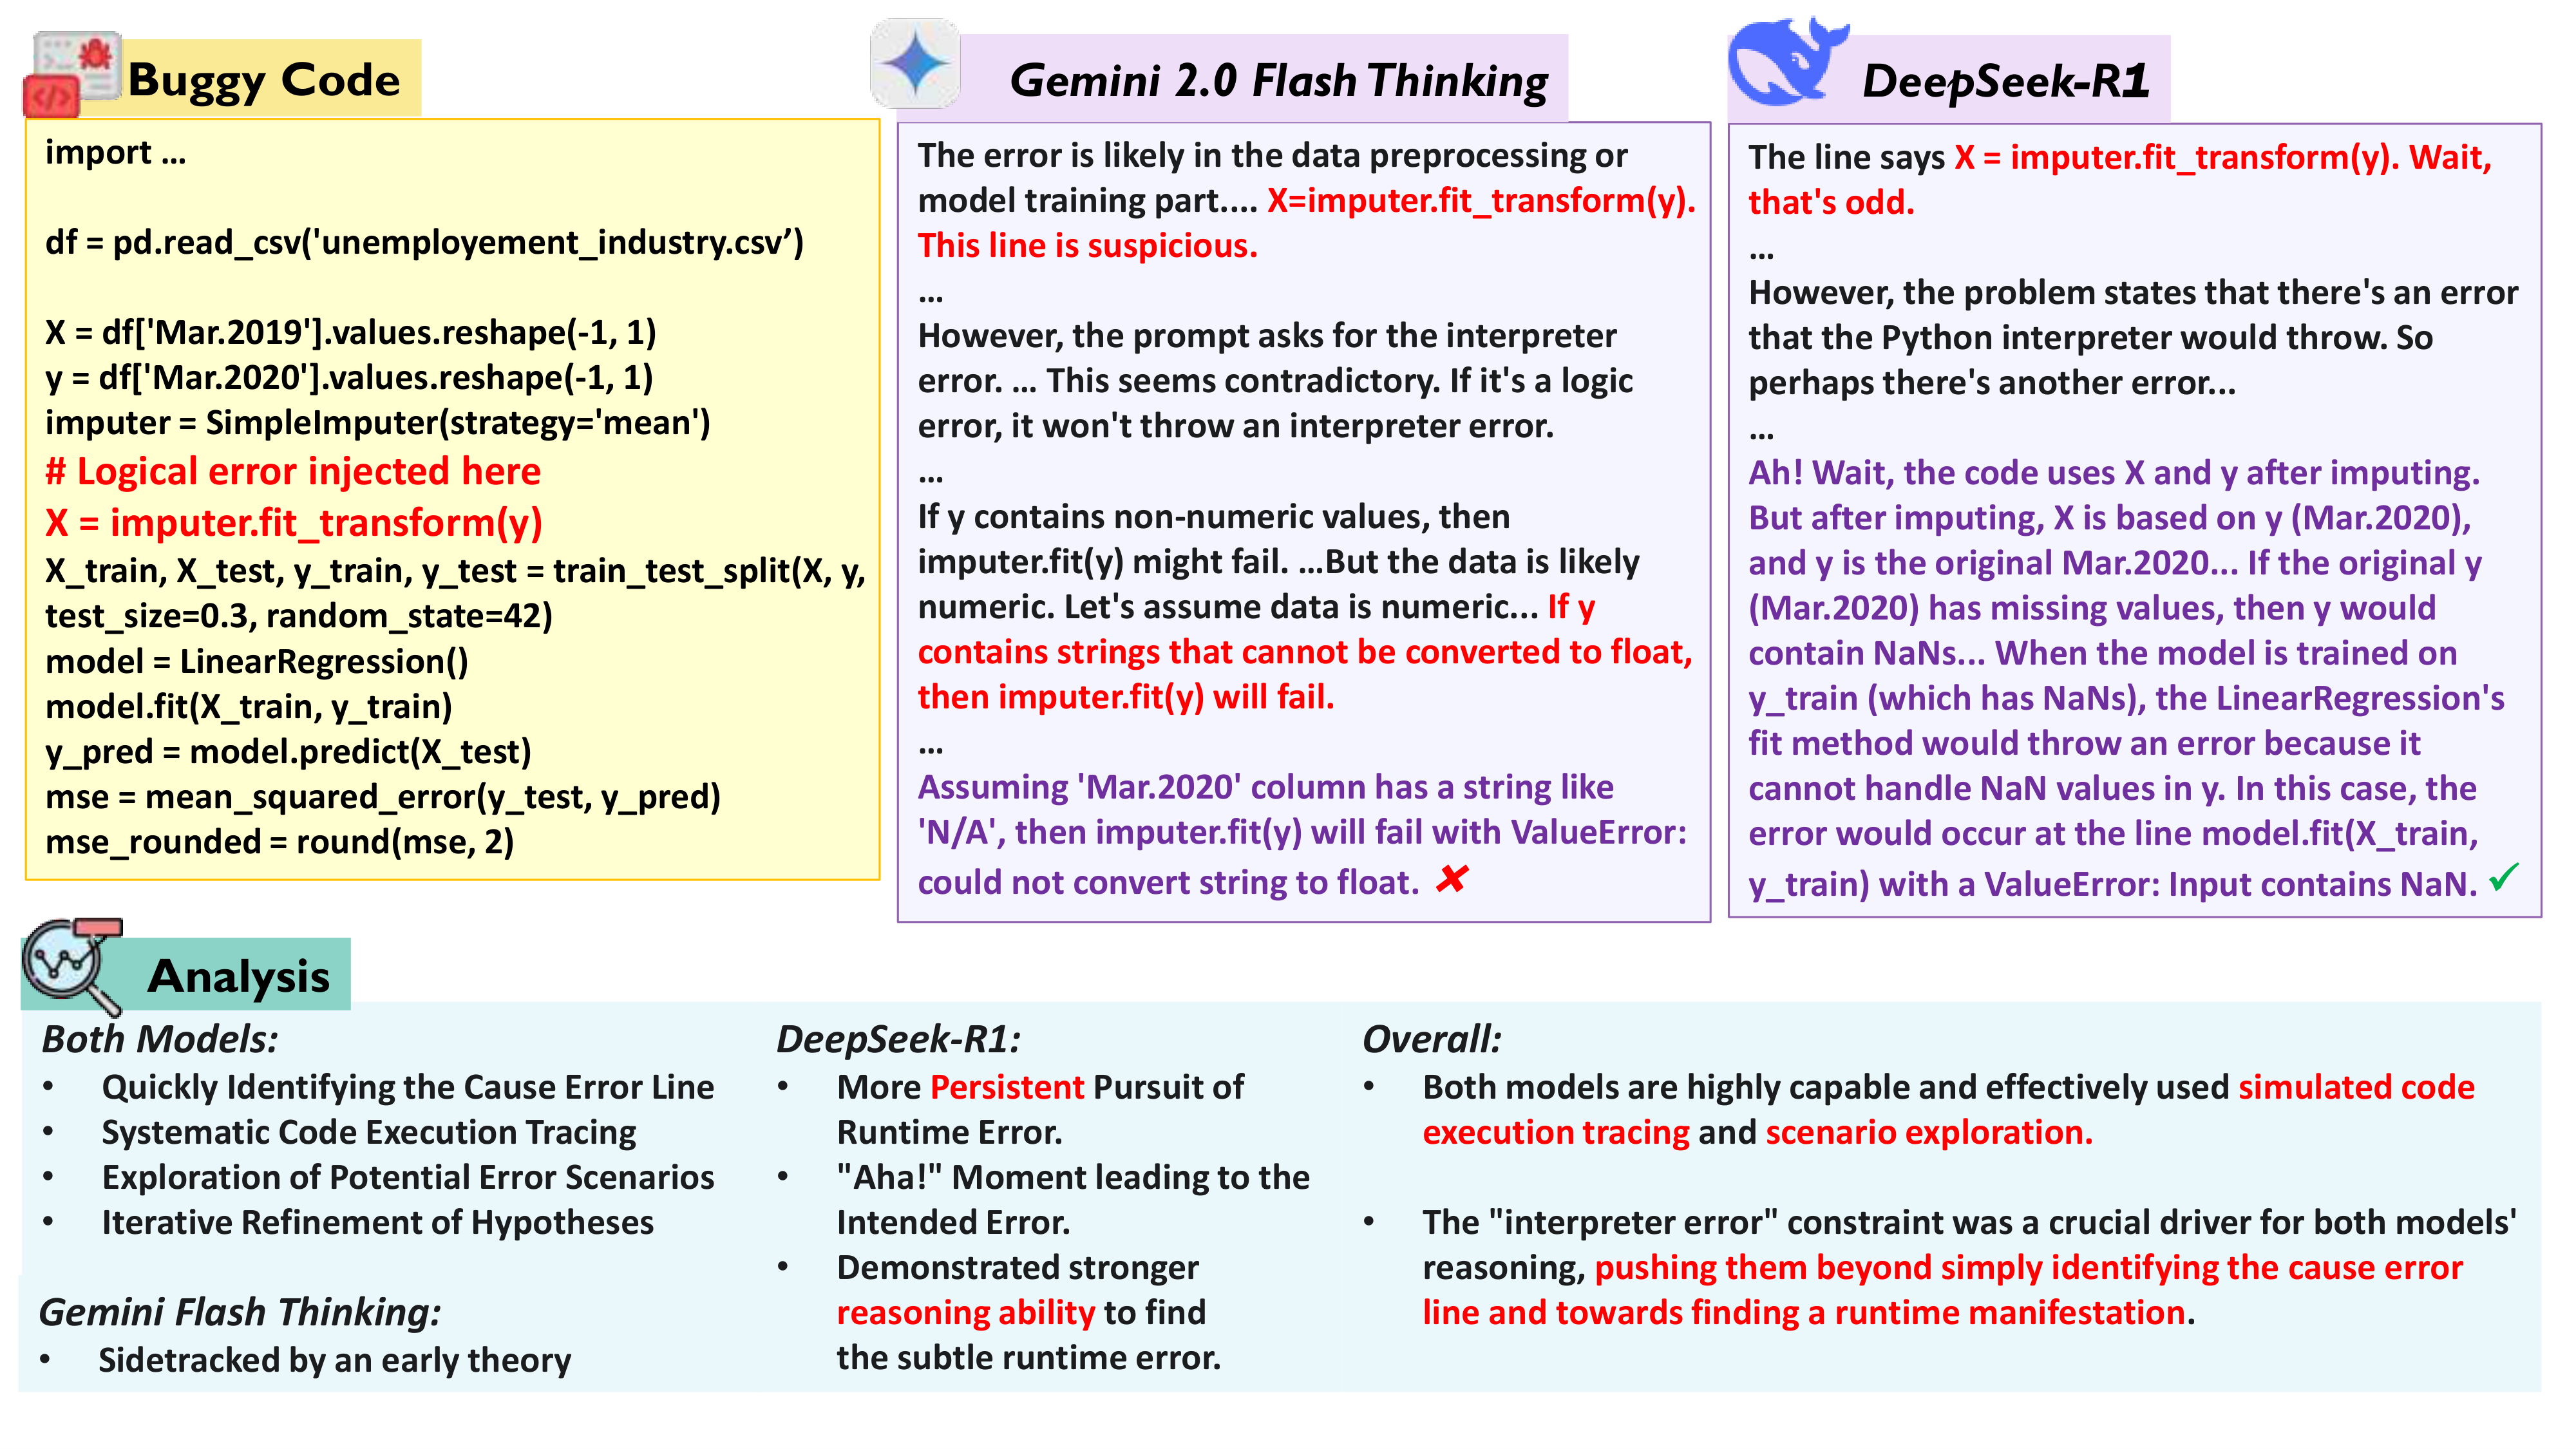 Buggy Code
import ...
df = pd.read_csv('unemployement_industry.csv’)
X = df['Mar.2019'].values.reshape(-1, 1)
y = df['Mar.2020'].values.reshape(-1, 1)
imputer = SimpleImputer(strategy='mean')
# Logical error injected here
X = imputer.fit_transform(y)
X_train, X_test, y_train, y_test = train_test_split(X, y,
test_size=0.3, random_state=42)
model = LinearRegression()
model.fit(X_train, y_train)
y_pred = model.predict(X_test)
mse = mean_squared_error(y_test, y_pred)
mse_rounded = round(mse, 2)
Gemini 2.0 Flash Thinking
The error is likely in the data preprocessing or
model training part.... X=imputer.fit_transform(y).
This line is suspicious.
...
However, the prompt asks for the interpreter
error. ... This seems contradictory. If it's a logic
error, it won't throw an interpreter error.
...
If y contains non-numeric values, then
imputer.fit(y) might fail. ...But the data is likely
numeric. Let's assume data is numeric... If y
contains strings that cannot be converted to float,
then imputer.fit(y) will fail.
...
Assuming 'Mar.2020' column has a string like
'N/A', then imputer.fit(y) will fail with ValueError:
could not convert string to float. ✘
DeepSeek-R1
The line says X = imputer.fit_transform(y). Wait,
that's odd.
...
However, the problem states that there's an error
that the Python interpreter would throw. So
perhaps there's another error...
...
Ah! Wait, the code uses X and y after imputing.
But after imputing, X is based on y (Mar.2020),
and y is the original Mar.2020... If the original y
(Mar.2020) has missing values, then y would
contain NaNs... When the model is trained on
y_train (which has NaNs), the LinearRegression's
fit method would throw an error because it
cannot handle NaN values in y. In this case, the
error would occur at the line model.fit(X_train,
y_train) with a ValueError: Input contains NaN. ✓
Analysis
Both Models:
• Quickly Identifying the Cause Error Line
• Systematic Code Execution Tracing
• Exploration of Potential Error Scenarios
• Iterative Refinement of Hypotheses
Gemini Flash Thinking:
• Sidetracked by an early theory
DeepSeek-R1:
• More Persistent Pursuit of
Runtime Error.
• "Aha!" Moment leading to the
Intended Error.
• Demonstrated stronger
reasoning ability to find
the subtle runtime error.
Overall:
• Both models are highly capable and effectively used simulated code
execution tracing and scenario exploration.
• The "interpreter error" constraint was a crucial driver for both models'
reasoning, pushing them beyond simply identifying the cause error
line and towards finding a runtime manifestation.